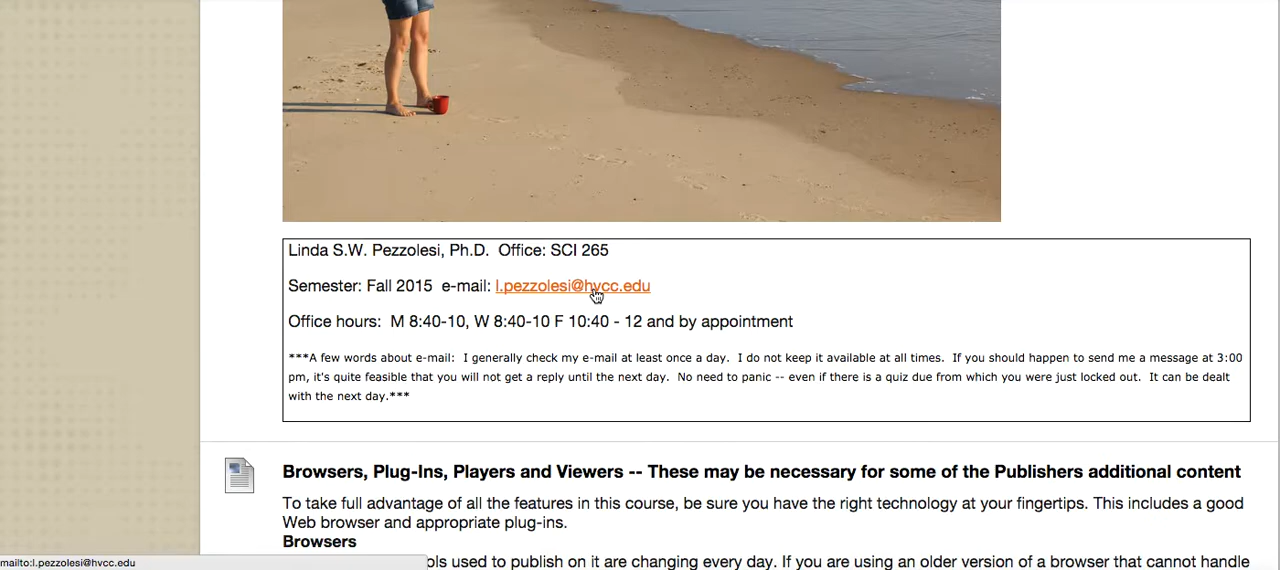 Linda S.W. Pezzolesi, Ph.D.  Office: SCI 265
Semester: Fall 2015  e-mail: l.pezzolesi@hvcc.edu
Office hours:  M 8:40-10, W 8:40-10 F 10:40 - 12 and by appointment
***A few words about e-mail:  I generally check my e-mail at least once a day.  I do not keep it available at all times.  If you should happen to send me a message at 3:00
pm, it's quite feasible that you will not get a reply until the next day.  No need to panic -- even if there is a quiz due from which you were just locked out.  It can be dealt
with the next day.***
Browsers, Plug-Ins, Players and Viewers -- These may be necessary for some of the Publishers additional content
To take full advantage of all the features in this course, be sure you have the right technology at your fingertips. This includes a good
Web browser and appropriate plug-ins.
Browsers
ols used to publish on it are changing every day. If you are using an older version of a browser that cannot handle
mailto:l.pezzolesi@hvcc.edu